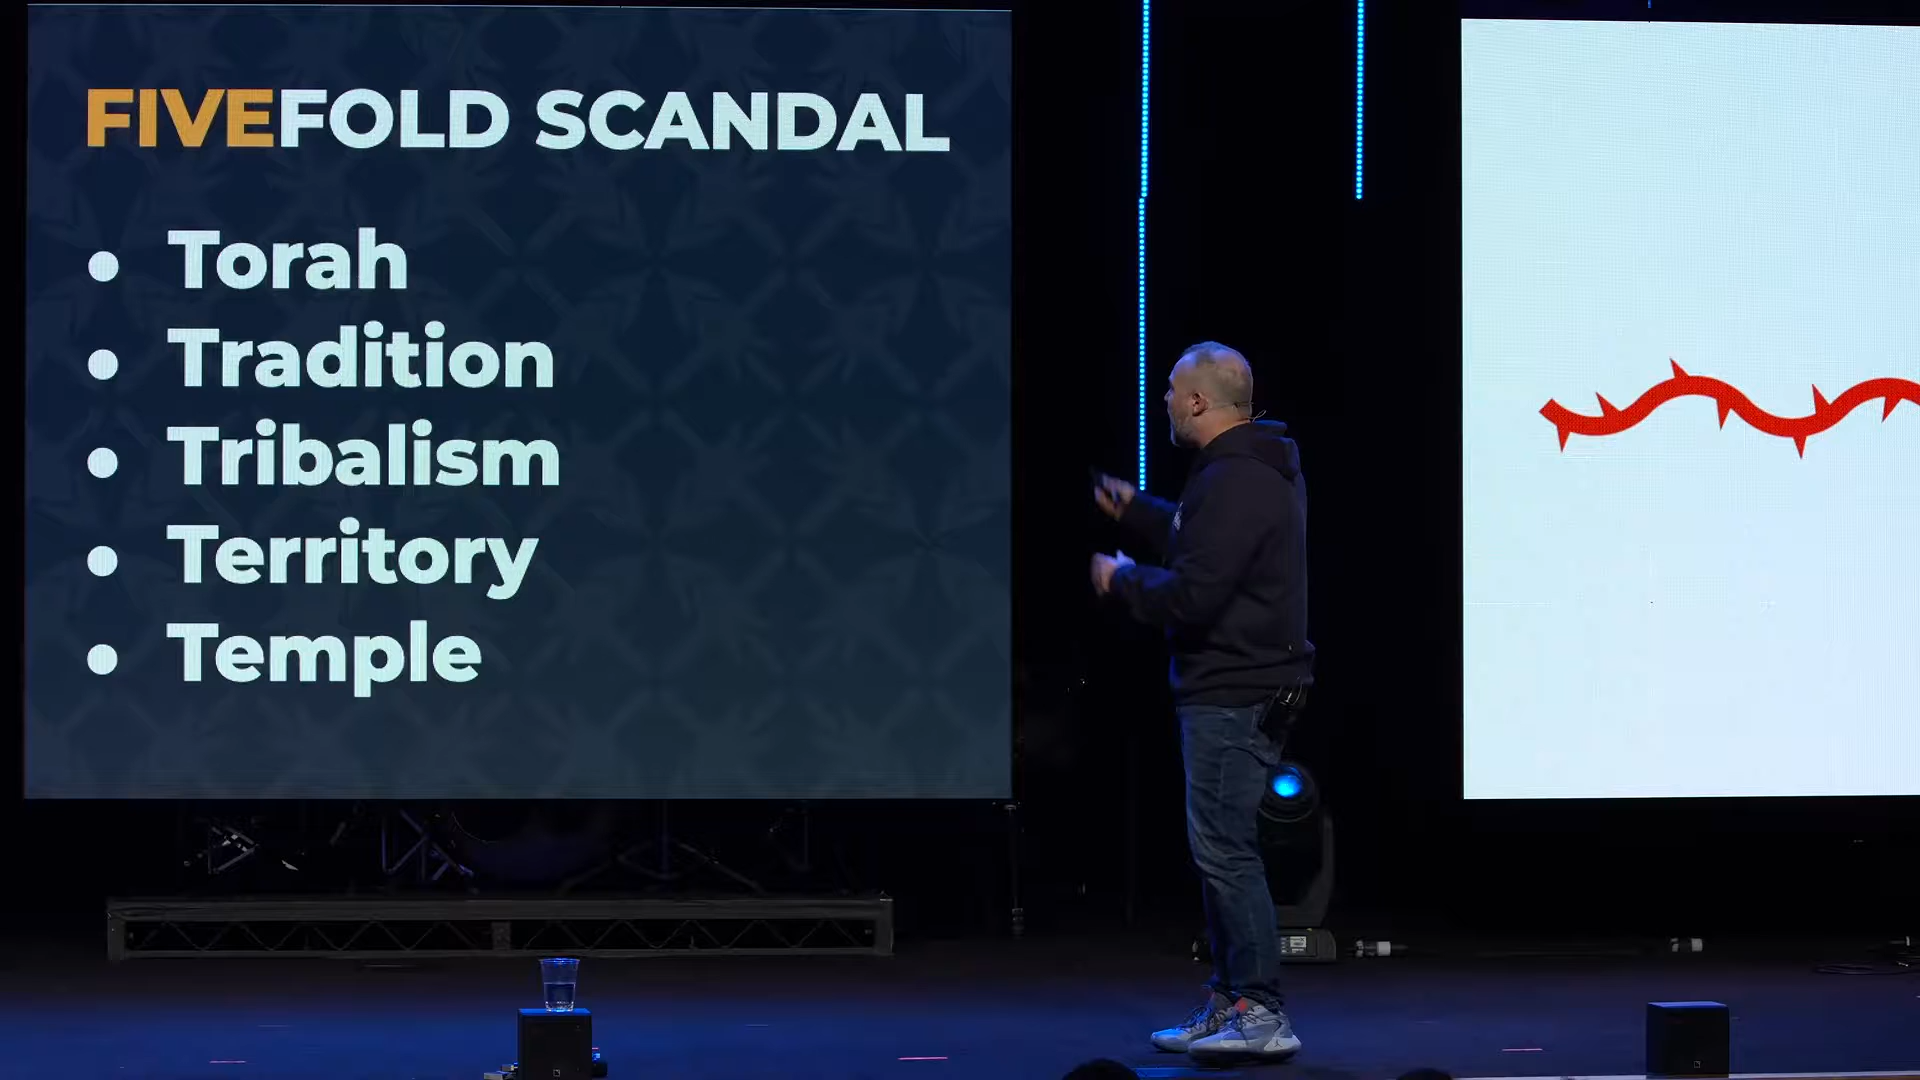 FIVEFOLD SCANDAL
• Torah
• Tradition
• Tribalism
• Territory
• Temple